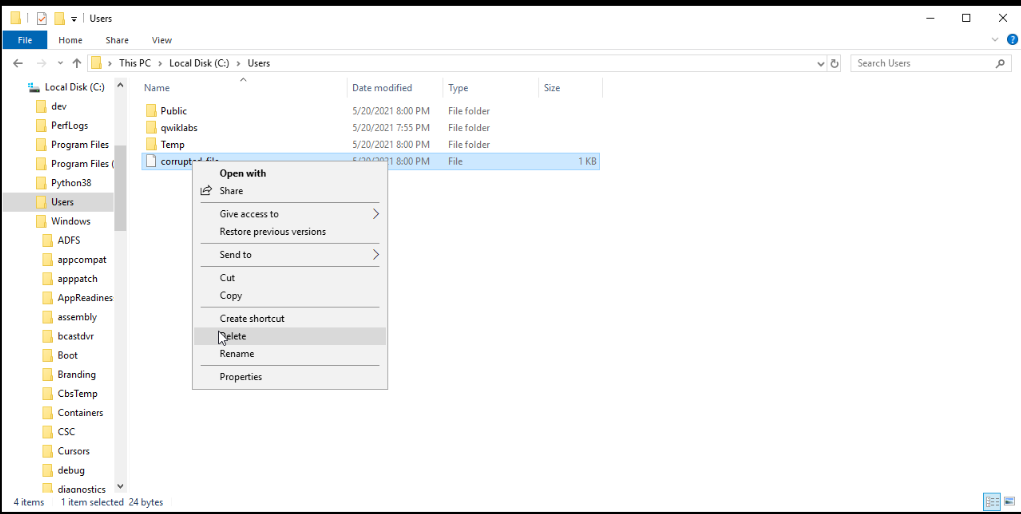 Users
File Home Share View
This PC Local Disk (C:) Users
Search Users
Local Disk (C:)
dev
PerfLogs
Program Files
Program Files (
Python38
Users
Windows
ADFS
appcompat
apppatch
AppReadines
assembly
bcastdvr
Boot
Branding
CbsTemp
Containers
CSC
Cursors
debug
diagnostics
Name Date modified Type Size
Public 5/20/2021 8:00 PM File folder
qwiklabs 5/20/2021 7:55 PM File folder
Temp 5/20/2021 8:00 PM File folder
corrupted_file 5/20/2021 8:00 PM File 1 KB
Open with
Share
Give access to
Restore previous versions
Send to
Cut
Copy
Create shortcut
Delete
Rename
Properties
4 items 1 item selected 24 bytes